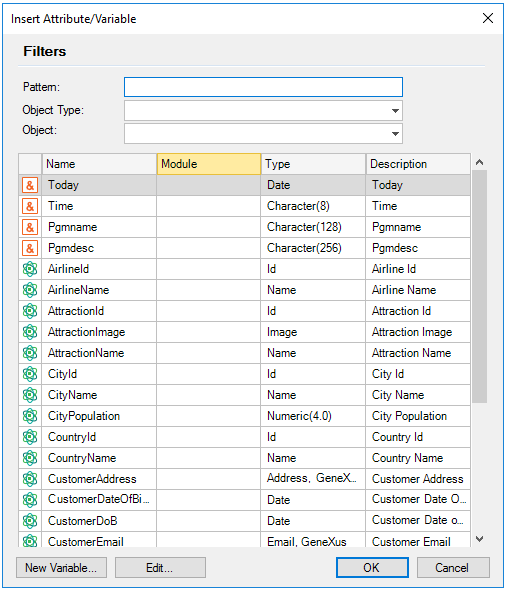 Insert Attribute/Variable
Filters
Pattern:
Object Type:
Object:
Name Module Type Description
& Today Date Today
& Time Character(8) Time
& Pgmname Character(128) Pgmname
& Pgmdesc Character(256) Pgmdesc
AirlineId Id Airline Id
AirlineName Name Airline Name
AttractionId Id Attraction Id
AttractionImage Image Attraction Image
AttractionName Name Attraction Name
CityId Id City Id
CityName Name City Name
CityPopulation Numeric(4.0) City Population
CountryId Id Country Id
CountryName Name Country Name
CustomerAddress Address, GeneX... Customer Address
CustomerDateOfBi... Date Customer Date O...
CustomerDoB Date Customer Date o...
CustomerEmail Email, GeneXus Customer Email
New Variable... Edit... OK Cancel